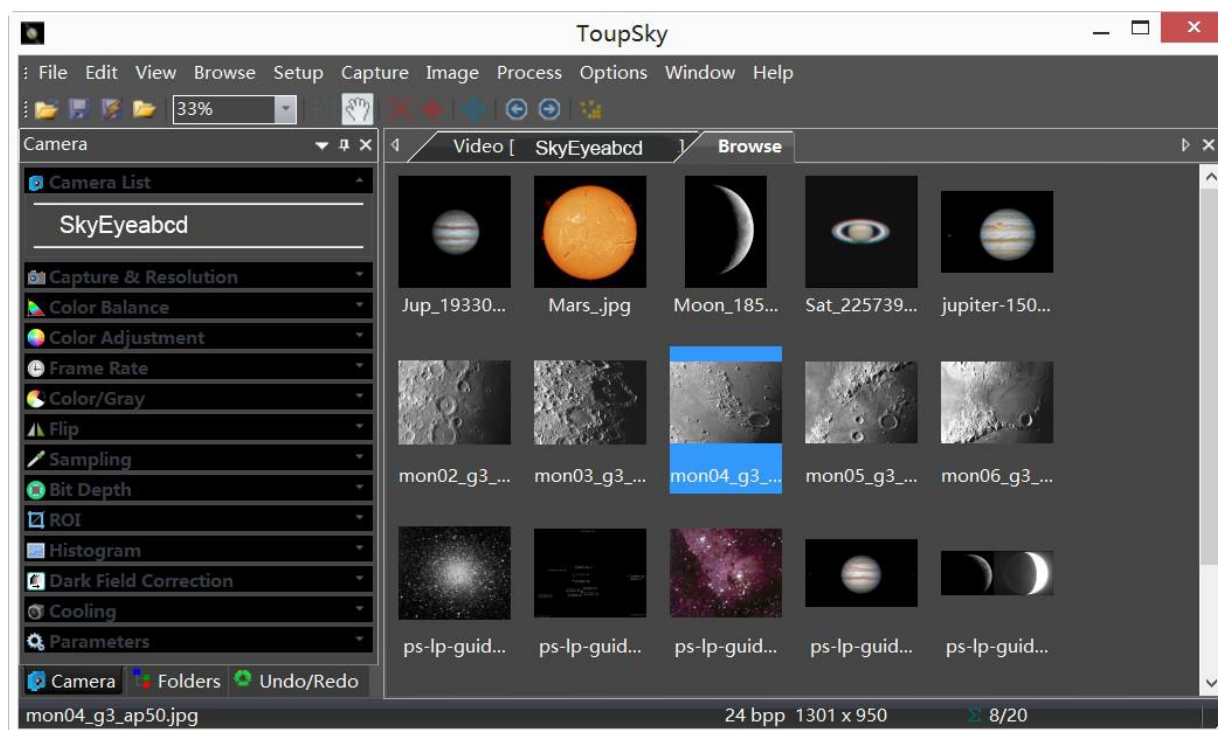 ToupSky
File Edit View Browse Setup Capture Image Process Options Window Help
33%
Camera
Video [ SkyEyeabcd ]
Browse
Camera List
SkyEyeabcd
Capture & Resolution
Color Balance
Color Adjustment
Frame Rate
Color/Gray
Flip
Sampling
Bit Depth
ROI
Histogram
Dark Field Correction
Cooling
Parameters
Camera Folders Undo/Redo
Jup_19330... Mars_.jpg Moon_185... Sat_225739... jupiter-150...
mon02_g3_... mon03_g3_... mon04_g3_... mon05_g3_... mon06_g3_...
ps-lp-guid... ps-lp-guid... ps-lp-guid... ps-lp-guid... ps-lp-guid...
mon04_g3_ap50.jpg 24 bpp 1301 x 950 Σ 8/20